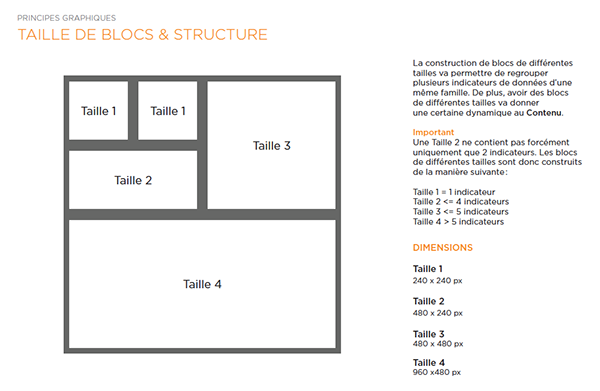 PRINCIPES GRAPHIQUES
TAILLE DE BLOCS & STRUCTURE
Taille 1
Taille 1
Taille 3
Taille 2
Taille 4
La construction de blocs de différentes
tailles va permettre de regrouper
plusieurs indicateurs de données d'une
même famille. De plus, avoir des blocs
de différentes tailles va donner
une certaine dynamique au Contenu.
Important
Une Taille 2 ne contient pas forcément
uniquement que 2 indicateurs. Les blocs
de différentes tailles sont donc construits
de la manière suivante :
Taille 1 = 1 indicateur
Taille 2 <= 4 indicateurs
Taille 3 <= 5 indicateurs
Taille 4 > 5 indicateurs
DIMENSIONS
Taille 1
240 x 240 px
Taille 2
480 x 240 px
Taille 3
480 x 480 px
Taille 4
960 x480 px